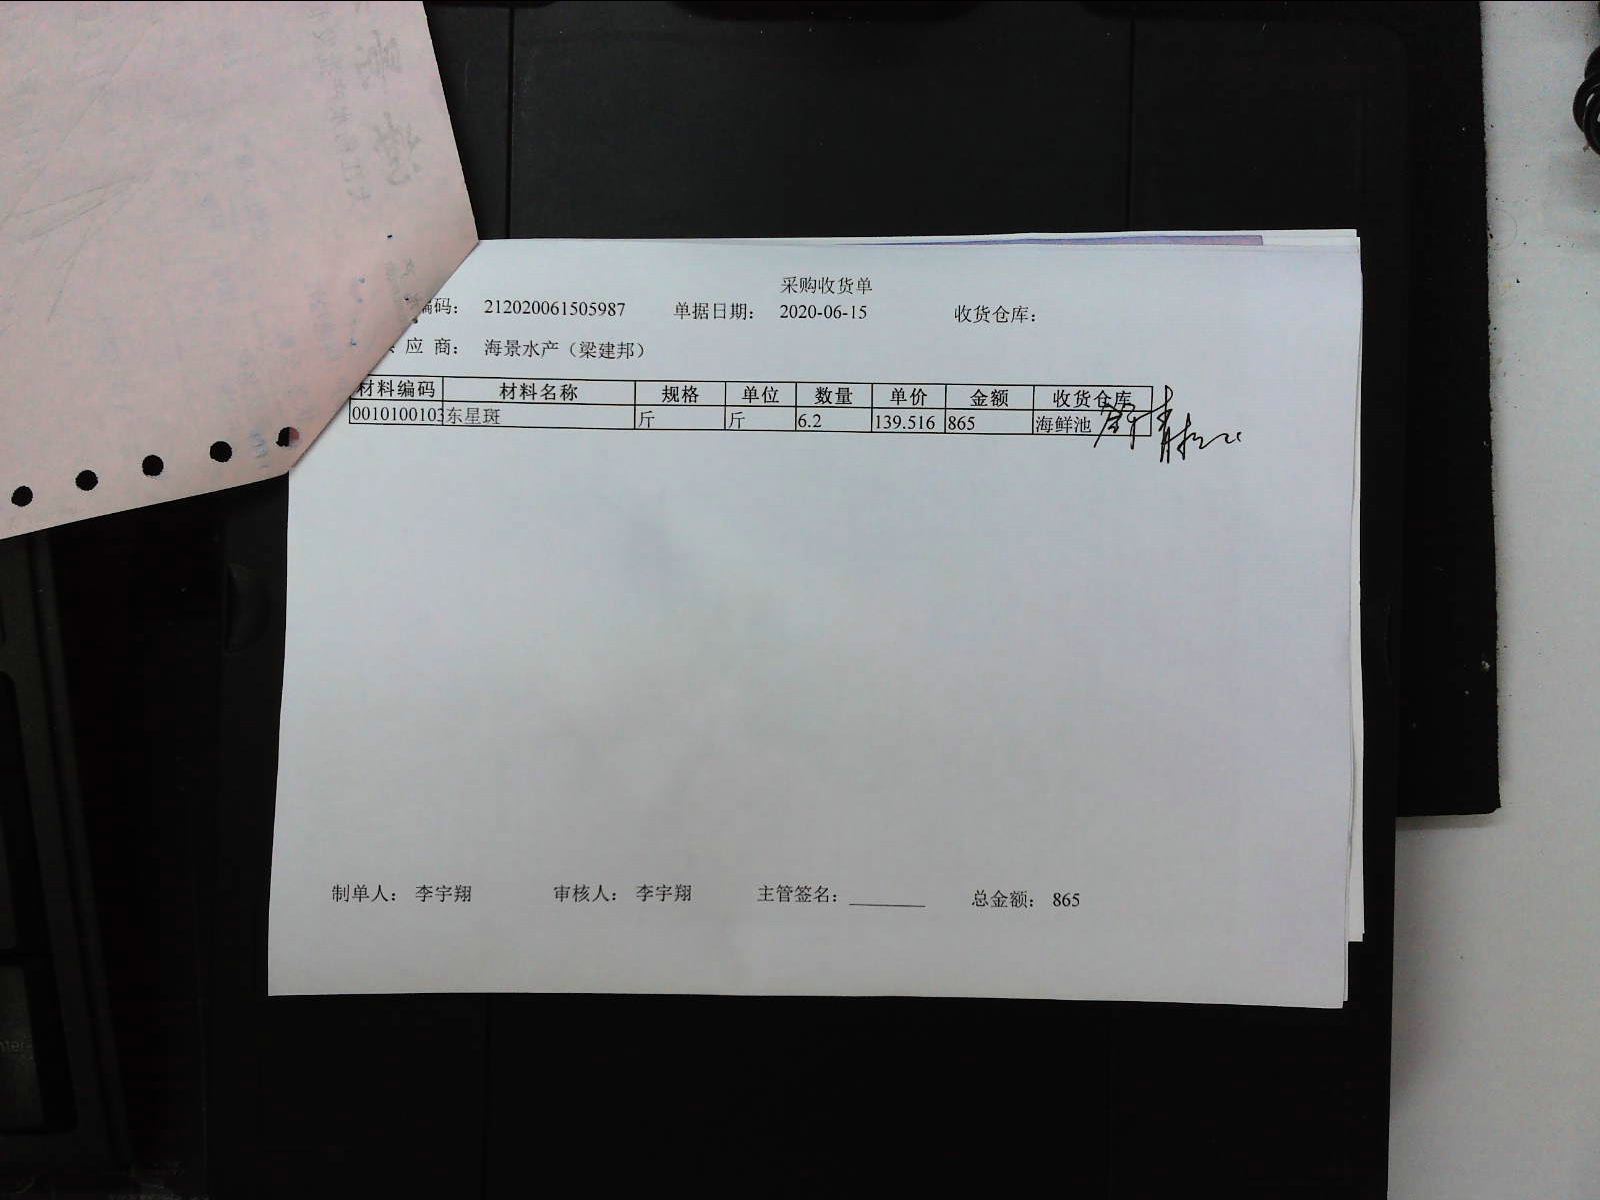 采购收货单
编码： 212020061505987 单据日期： 2020-06-15 收货仓库：
应 商： 海景水产（梁建邦）
材料编码 材料名称 规格 单位 数量 单价 金额 收货仓库
0010100103 东星斑 斤 斤 6.2 139.516 865 海鲜池
制单人： 李宇翔 审核人： 李宇翔 主管签名：________ 总金额： 865